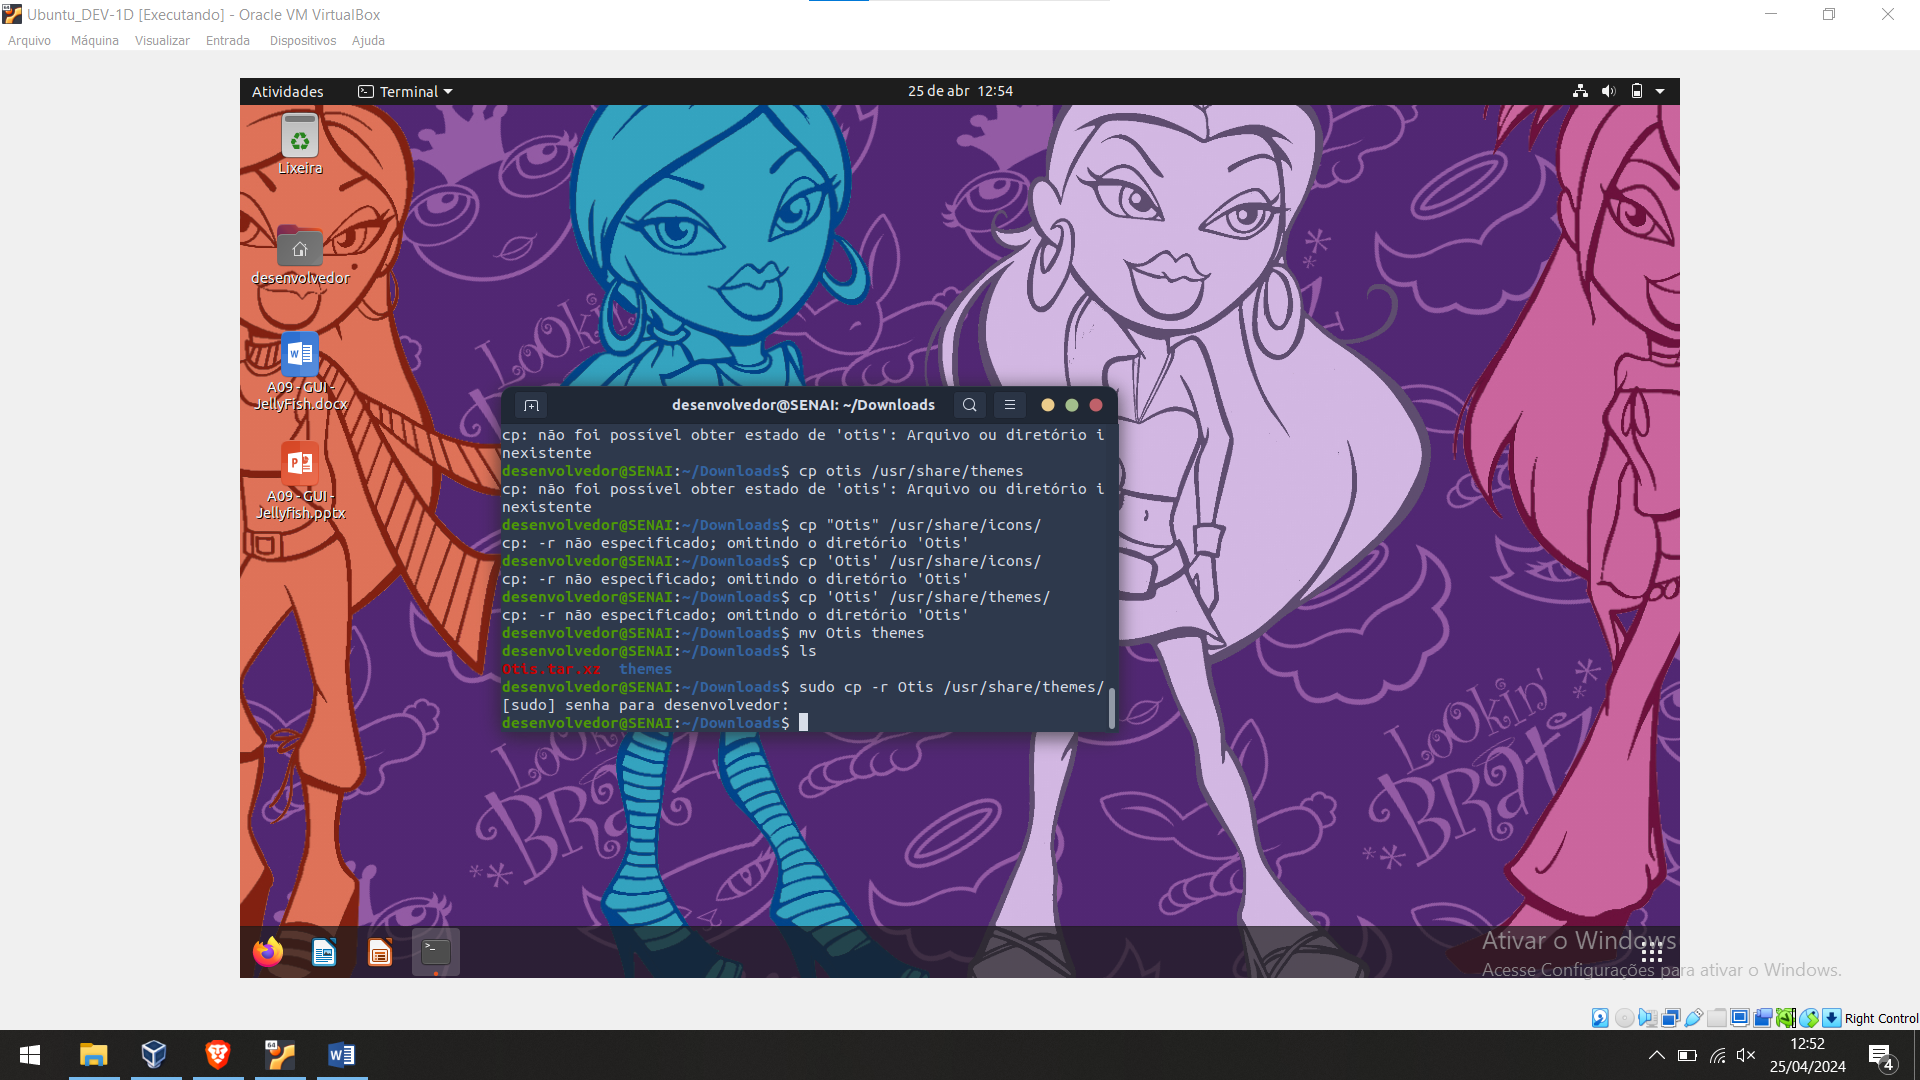 Ubuntu_DEV-1D [Executando] - Oracle VM VirtualBox
Arquivo Máquina Visualizar Entrada Dispositivos Ajuda
Atividades Terminal 25 de abr 12:54
Lixeira
desenvolvedor
A09 - GUI -
JellyFish.docx
A09 - GUI -
Jellyfish.pptx
LOOKin'
LOOKin'
BRatZ
LOOKin'
BRatZ
desenvolvedor@SENAI: ~/Downloads
cp: não foi possível obter estado de 'otis': Arquivo ou diretório i
nexistente
desenvolvedor@SENAI:~/Downloads$ cp otis /usr/share/themes
cp: não foi possível obter estado de 'otis': Arquivo ou diretório i
nexistente
desenvolvedor@SENAI:~/Downloads$ cp "Otis" /usr/share/icons/
cp: -r não especificado; omitindo o diretório 'Otis'
desenvolvedor@SENAI:~/Downloads$ cp 'Otis' /usr/share/icons/
cp: -r não especificado; omitindo o diretório 'Otis'
desenvolvedor@SENAI:~/Downloads$ cp 'Otis' /usr/share/themes/
cp: -r não especificado; omitindo o diretório 'Otis'
desenvolvedor@SENAI:~/Downloads$ mv Otis themes
desenvolvedor@SENAI:~/Downloads$ ls
Otis.tar.xz themes
desenvolvedor@SENAI:~/Downloads$ sudo cp -r Otis /usr/share/themes/
[sudo] senha para desenvolvedor:
desenvolvedor@SENAI:~/Downloads$
Ativar o Windows
Acesse Configurações para ativar o Windows.
Right Control
12:52
25/04/2024
4